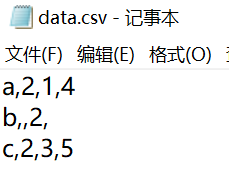 data.csv - 记事本
文件(F) 编辑(E) 格式(O)
a,2,1,4
b,,2,
c,2,3,5